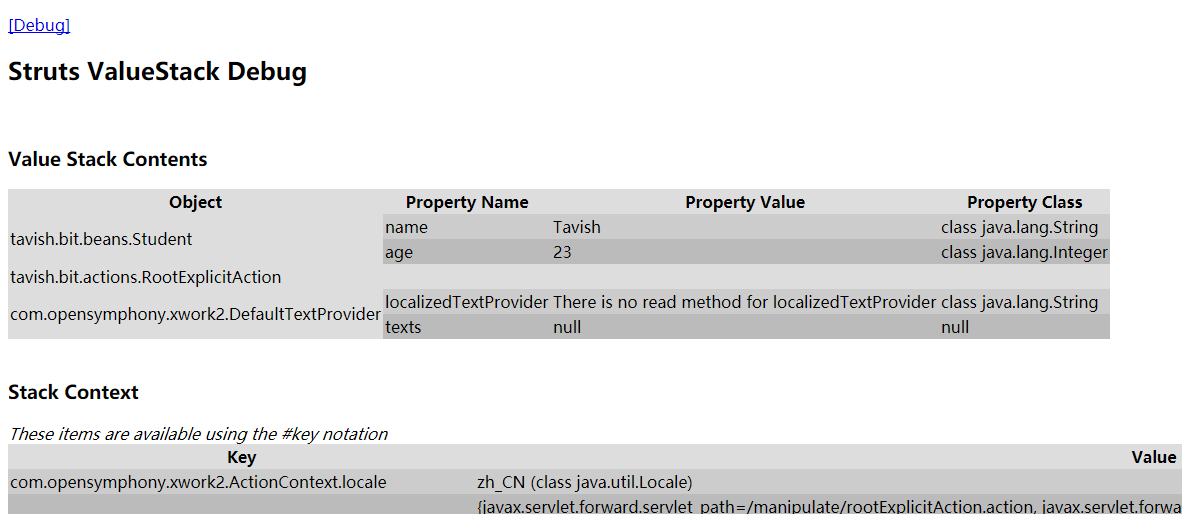 [Debug]
Struts ValueStack Debug
Value Stack Contents
Object Property Name Property Value Property Class
tavish.bit.beans.Student name Tavish class java.lang.String
age 23 class java.lang.Integer
tavish.bit.actions.RootExplicitAction
com.opensymphony.xwork2.DefaultTextProvider localizedTextProvider There is no read method for localizedTextProvider class java.lang.String
texts null null
Stack Context
These items are available using the #key notation
Key Value
com.opensymphony.xwork2.ActionContext.locale zh_CN (class java.util.Locale)
{javax.servlet.forward.servlet_path=/manipulate/rootExplicitAction.action, javax.servlet.forwa